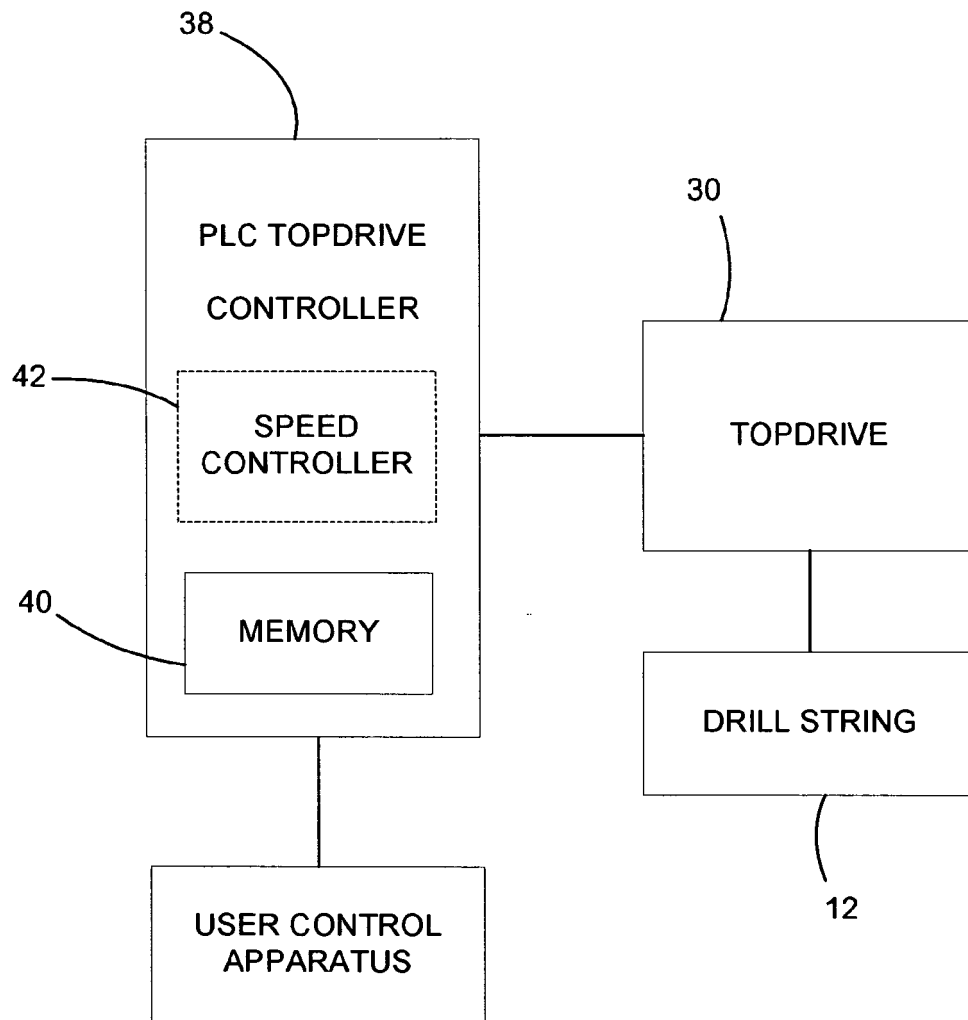 38
PLC TOPDRIVE
CONTROLLER
42
SPEED
CONTROLLER
40
MEMORY
30
TOPDRIVE
DRILL STRING
12
USER CONTROL
APPARATUS